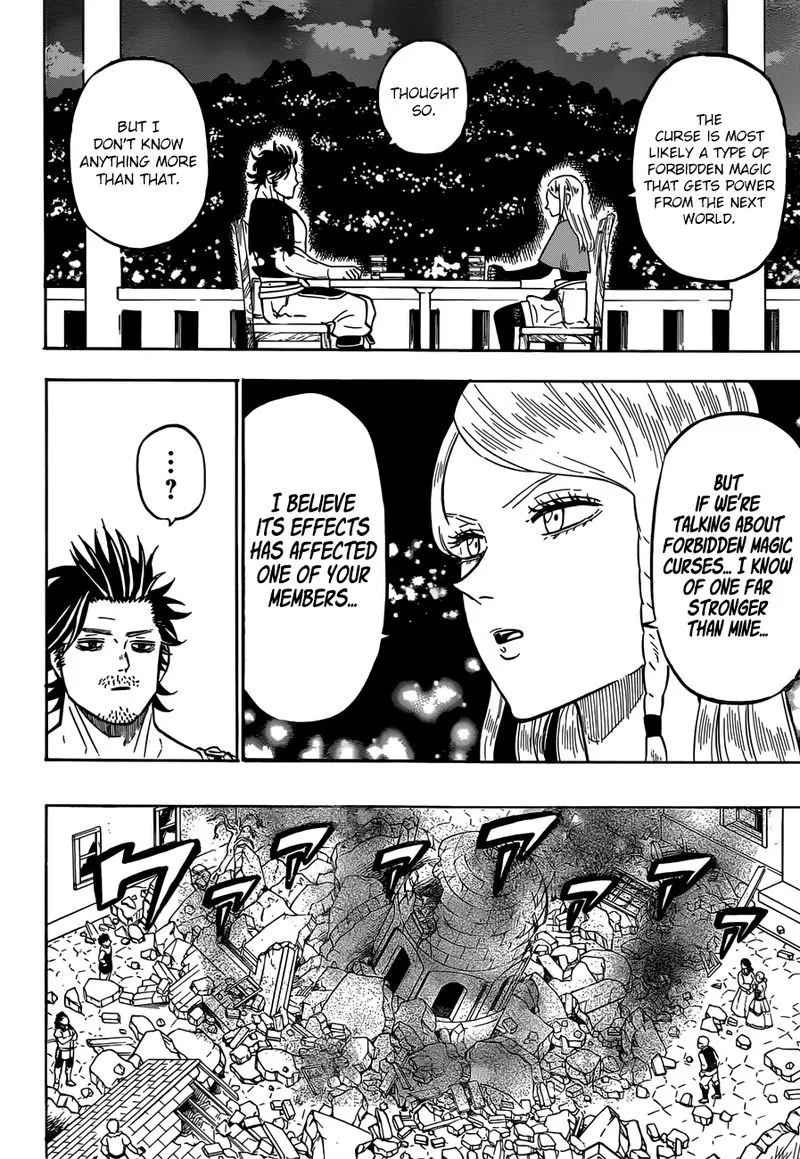 THE
CURSE IS MOST
LIKELY A TYPE OF
FORBIDDEN MAGIC
THAT GETS POWER
FROM THE NEXT
WORLD.
THOUGHT
SO.
BUT I
DON'T KNOW
ANYTHING MORE
THAN THAT.
BUT
IF WE'RE
TALKING ABOUT
FORBIDDEN MAGIC
CURSES... I KNOW
OF ONE FAR
STRONGER
THAN MINE...
I BELIEVE
ITS EFFECTS
HAS AFFECTED
ONE OF YOUR
MEMBERS...
...?
ワァァァァァァァ